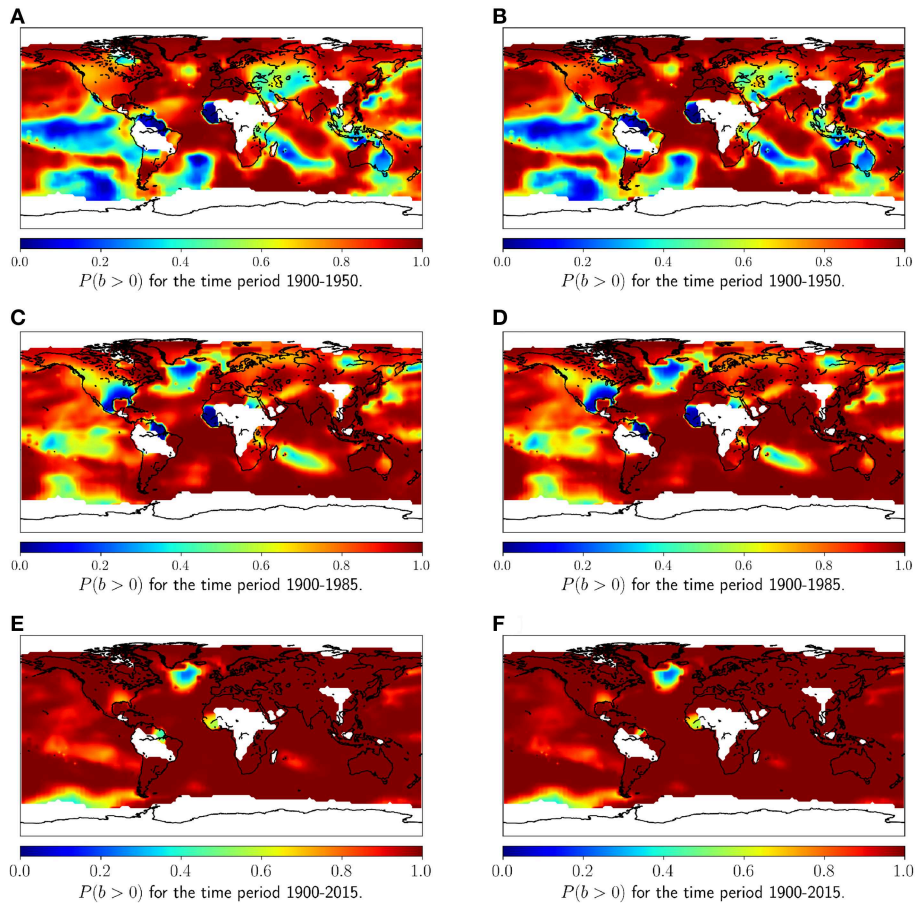 A
B
0.0 0.2 0.4 0.6 0.8 1.0
0.0 0.2 0.4 0.6 0.8 1.0
P(b > 0) for the time period 1900-1950.
P(b > 0) for the time period 1900-1950.
C
D
0.0 0.2 0.4 0.6 0.8 1.0
0.0 0.2 0.4 0.6 0.8 1.0
P(b > 0) for the time period 1900-1985.
P(b > 0) for the time period 1900-1985.
E
F
0.0 0.2 0.4 0.6 0.8 1.0
0.0 0.2 0.4 0.6 0.8 1.0
P(b > 0) for the time period 1900-2015.
P(b > 0) for the time period 1900-2015.